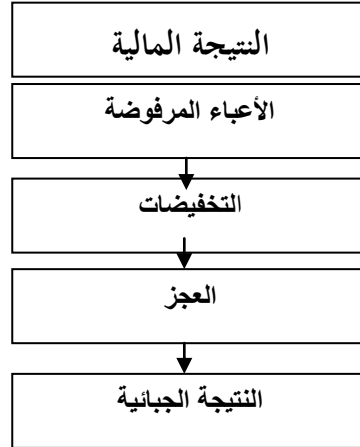 النتيجة المالية
الأعباء المرفوضة
التخفيضات
العجز
النتيجة الجبائية